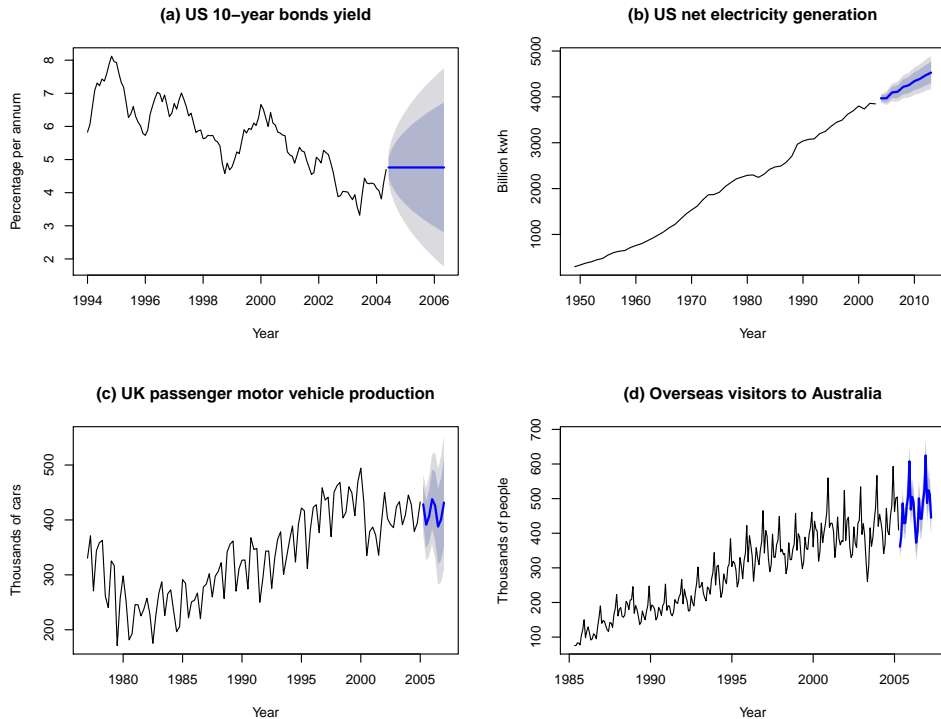 (a) US 10−year bonds yield
Percentage per annum
8
7
6
5
4
3
2
1994 1996 1998 2000 2002 2004 2006
Year
(b) US net electricity generation
Billion kwh
5000
4000
3000
2000
1000
1950 1960 1970 1980 1990 2000 2010
Year
(c) UK passenger motor vehicle production
Thousands of cars
500
400
300
200
1980 1985 1990 1995 2000 2005
Year
(d) Overseas visitors to Australia
Thousands of people
700
600
500
400
300
200
100
1985 1990 1995 2000 2005
Year